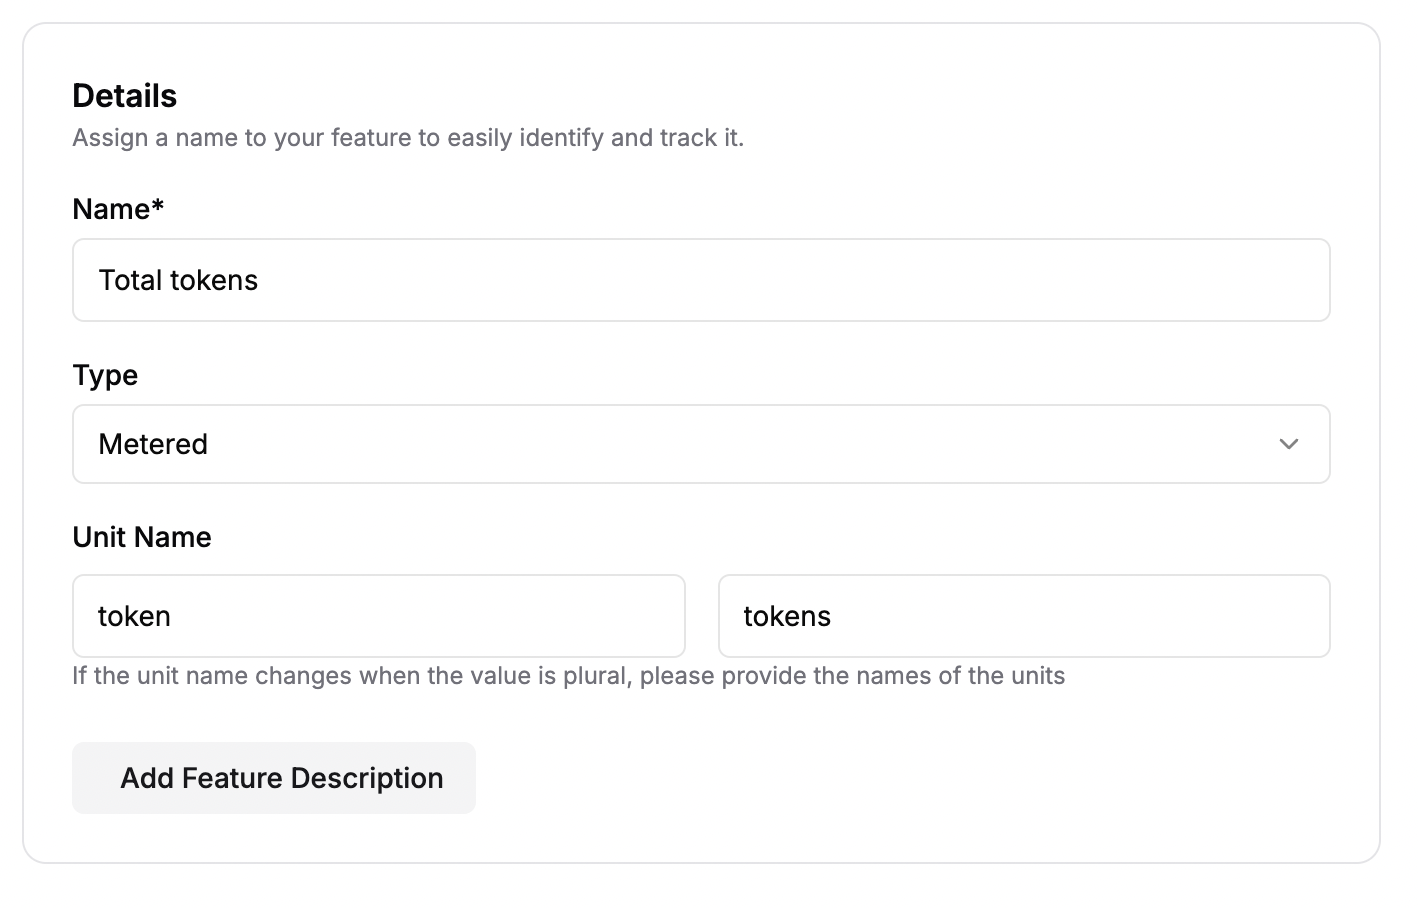 Details
Assign a name to your feature to easily identify and track it.
Name*
Total tokens
Type
Metered
Unit Name
token
tokens
If the unit name changes when the value is plural, please provide the names of the units
Add Feature Description